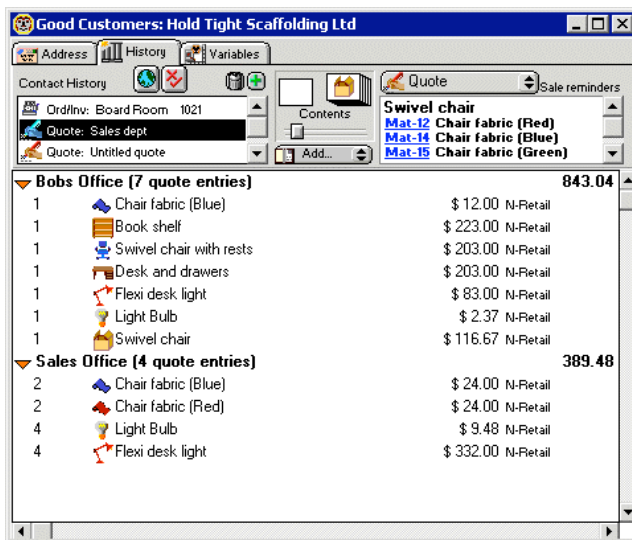 Good Customers: Hold Tight Scaffolding Ltd
Address History Variables
Contact History
Contents
Quote
Sale reminders
Ord/Inv: Board Room 1021
Quote: Sales dept
Quote: Untitled quote
Add...
Swivel chair
Mat-12 Chair fabric (Red)
Mat-14 Chair fabric (Blue)
Mat-15 Chair fabric (Green)
Bobs Office (7 quote entries) 843.04
1 Chair fabric (Blue) $ 12.00 N-Retail
1 Book shelf $ 223.00 N-Retail
1 Swivel chair with rests $ 203.00 N-Retail
1 Desk and drawers $ 203.00 N-Retail
1 Flexi desk light $ 83.00 N-Retail
1 Light Bulb $ 2.37 N-Retail
1 Swivel chair $ 116.67 N-Retail
Sales Office (4 quote entries) 389.48
2 Chair fabric (Blue) $ 24.00 N-Retail
2 Chair fabric (Red) $ 24.00 N-Retail
4 Light Bulb $ 9.48 N-Retail
4 Flexi desk light $ 332.00 N-Retail